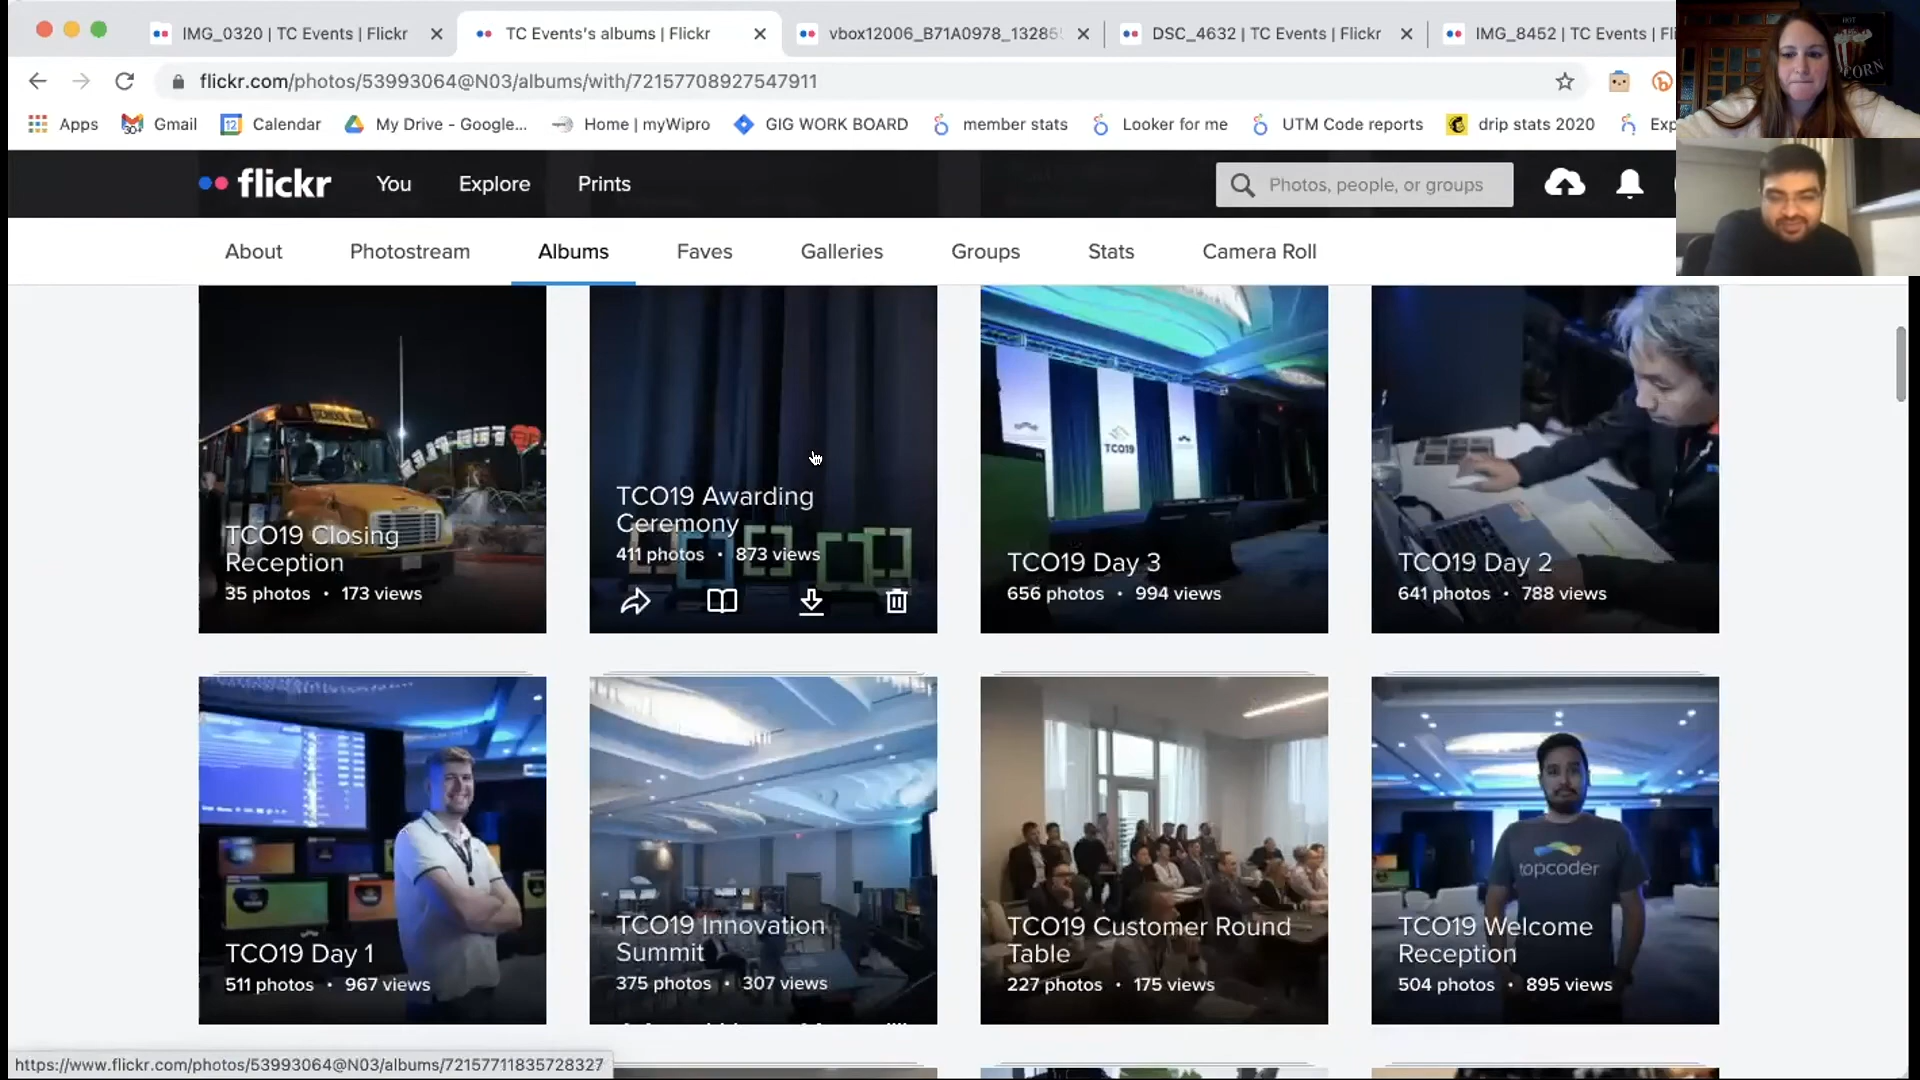 IMG_0320 | TC Events | Flickr
TC Events's albums | Flickr
vbox12006_B71A0978_13285
DSC_4632 | TC Events | Flickr
IMG_8452 | TC Events | Fli
flickr.com/photos/53993064@N03/albums/with/72157708927547911
Apps
Gmail
Calendar
My Drive - Google...
Home | myWipro
GIG WORK BOARD
member stats
Looker for me
UTM Code reports
drip stats 2020
Exp
flickr
You
Explore
Prints
Photos, people, or groups
About
Photostream
Albums
Faves
Galleries
Groups
Stats
Camera Roll
SCHOOL BUS
TCO19 Closing
Reception
35 photos • 173 views
TCO19 Awarding
Ceremony
411 photos • 873 views
TCO19
TCO19 Day 3
656 photos • 994 views
TCO19 Day 2
641 photos • 788 views
TCO19 Day 1
511 photos • 967 views
TCO19 Innovation
Summit
375 photos • 307 views
TCO19 Customer Round
Table
227 photos • 175 views
topcoder
TCO19 Welcome
Reception
504 photos • 895 views
https://www.flickr.com/photos/53993064@N03/albums/72157711835728327